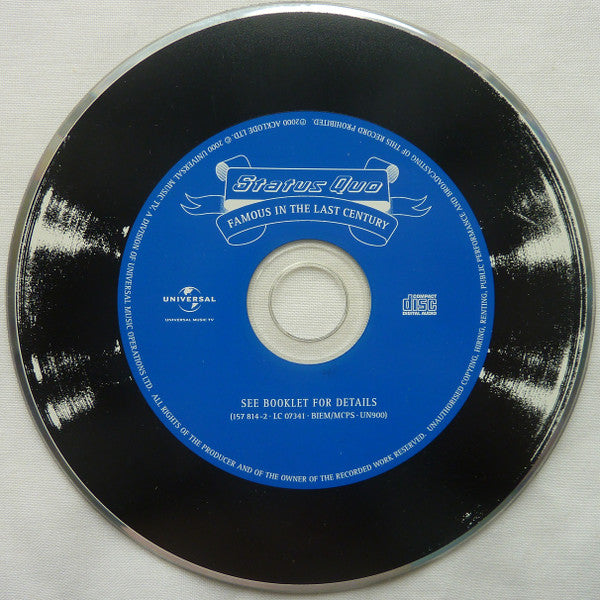 Status Quo
FAMOUS IN THE LAST CENTURY
UNIVERSAL
UNIVERSAL MUSIC TV
COMPACT
disc
DIGITAL AUDIO
SEE BOOKLET FOR DETAILS
(157 814-2 · LC 07341 · BIEM/MCPS · UN900)
℗2000 ACKLODE LTD. © 2000 UNIVERSAL MUSIC TV. A DIVISION OF UNIVERSAL MUSIC OPERATIONS LTD. ALL RIGHTS OF THE PRODUCER AND OF THE OWNER OF THE RECORDED WORK RESERVED. UNAUTHORISED COPYING, HIRING, RENTING, PUBLIC PERFORMANCE AND BROADCASTING OF THIS RECORD PROHIBITED.